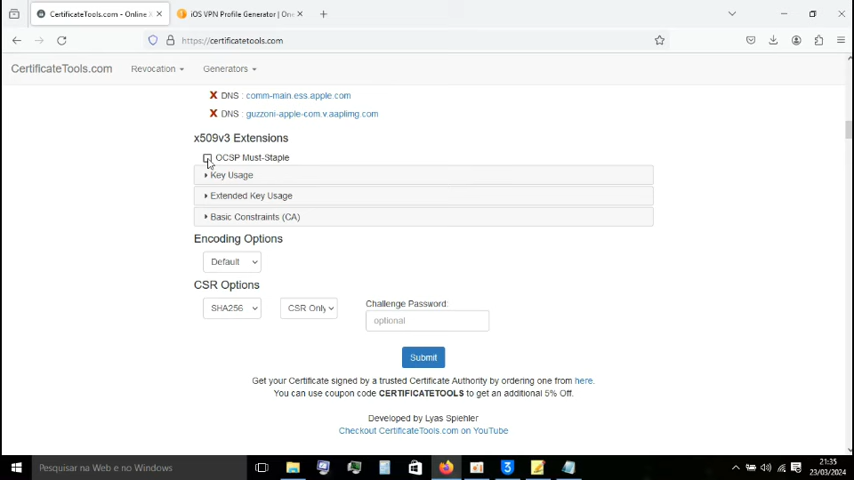 CertificateTools.com - Online X
iOS VPN Profile Generator | One
https://certificatetools.com
CertificateTools.com Revocation Generators
DNS : comm-main.ess.apple.com
DNS : guzzoni-apple-com.v.aaplimg.com
x509v3 Extensions
OCSP Must-Staple
Key Usage
Extended Key Usage
Basic Constraints (CA)
Encoding Options
Default
CSR Options
Challenge Password:
SHA256 CSR Only optional
Submit
Get your Certificate signed by a trusted Certificate Authority by ordering one from here.
You can use coupon code CERTIFICATETOOLS to get an additional 5% Off.
Developed by Lyas Spiehler
Checkout CertificateTools.com on YouTube
21:35
Pesquisar na Web e no Windows
23/03/2024